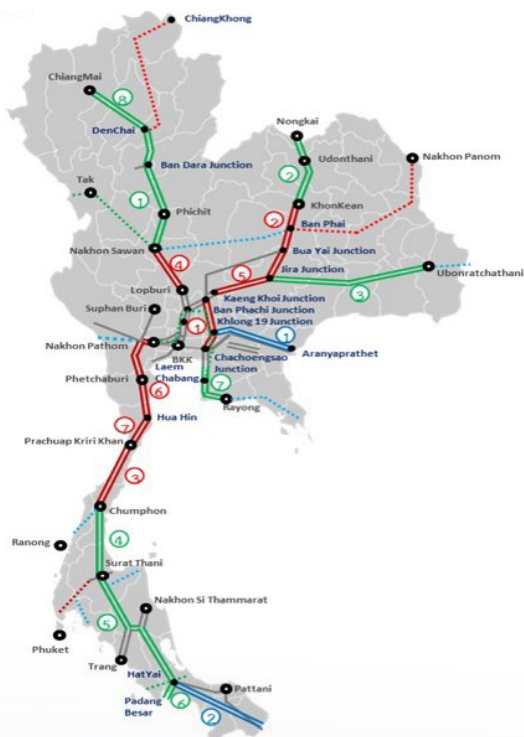 ChiangKhong
ChiangMai
8
DenChai
Nongkai
Nakhon Panom
Ban Dara Junction
Udonthani
Tak
2
1
Phichit
KhonKean
2
Ban Phai
Nakhon Sawan
Bua Yai Junction
4
5
Jira Junction
Ubonratchathani
Lopburi
3
Kaeng Khoi Junction
Suphan Buri
Ban Phachi Junction
1
Khlong 19 Junction
1
Nakhon Pathom
BKK
Aranyaprathet
Laem
Chabang
Chachoengsao
Junction
Phetchaburi
7
6
Rayong
Hua Hin
7
Prachuap Kriri Khan
3
Chumphon
Ranong
4
Surat Thani
Nakhon Si Thammarat
5
Phuket
Trang
HatYai
Pattani
Padang
Besar
6
2